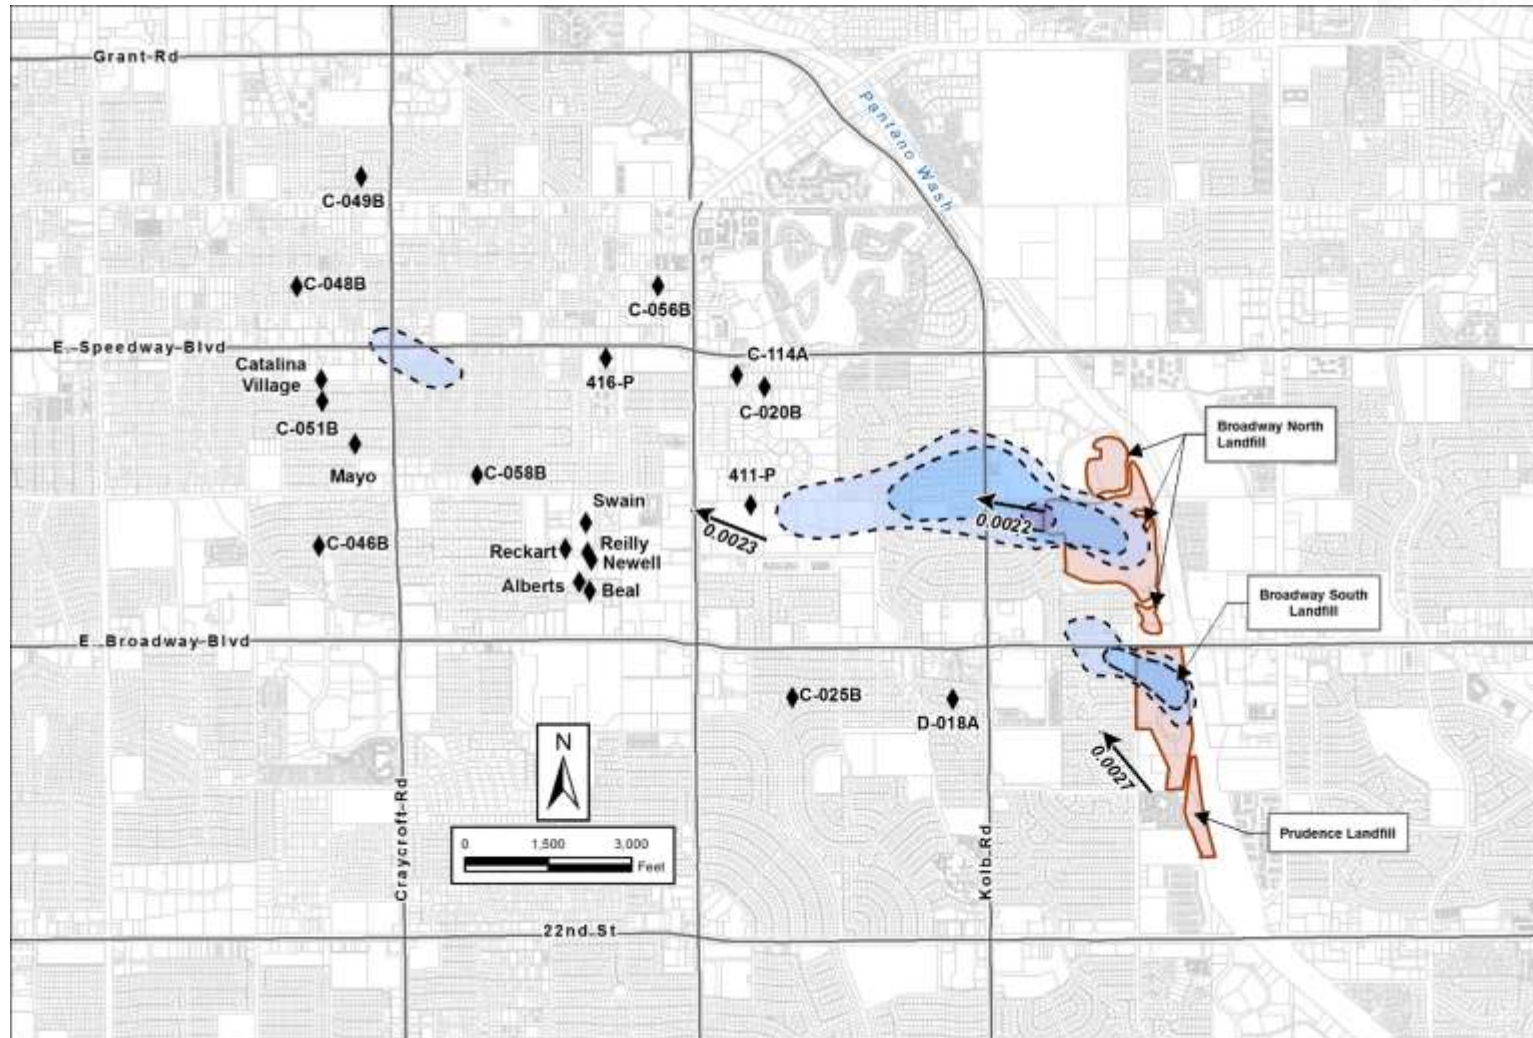 Grant Rd
Pantano Wash
C-049B
C-048B
C-056B
E. Speedway Blvd
C-114A
Catalina
Village
416-P
C-020B
C-051B
Broadway North
Landfill
Mayo
C-058B
411-P
Swain
0.0022
0.0023
C-046B
Reckart
Reilly
Newell
Alberts
Beal
Broadway South
Landfill
E. Broadway Blvd
C-025B
D-018A
N
0.0027
Craycroft Rd
Kolb Rd
0
1,500
3,000
Feet
Prudence Landfill
22nd St